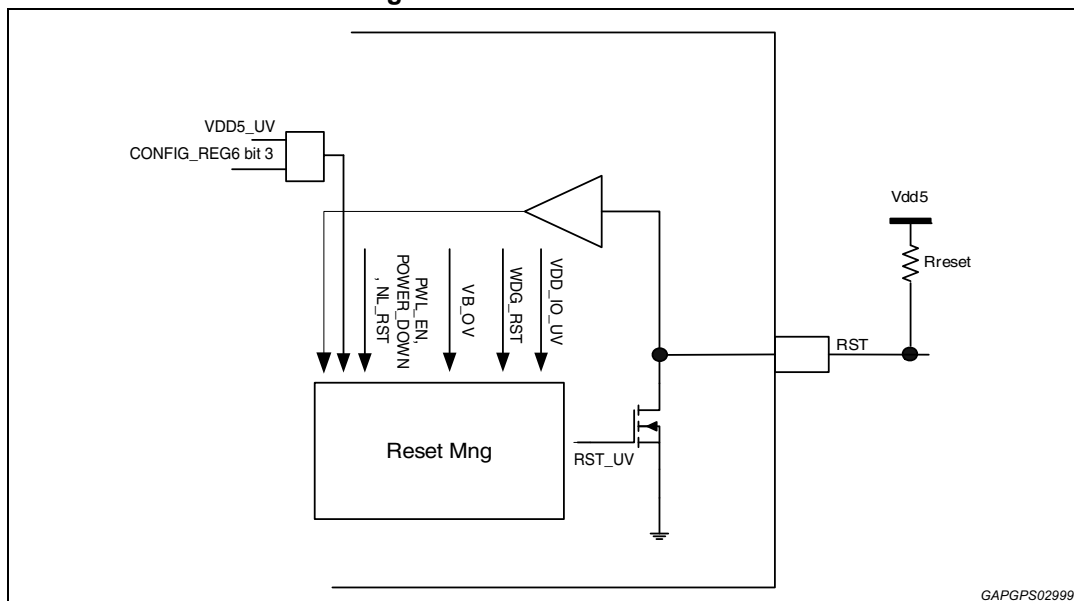 VDD5_UV
CONFIG_REG6 bit 3
Vdd5
Rreset
PWL_EN,
POWER_DOWN
, NL_RST
VB_OV
WDG_RST
VDD_IO_UV
RST
Reset Mng
RST_UV
GAPGPS02999